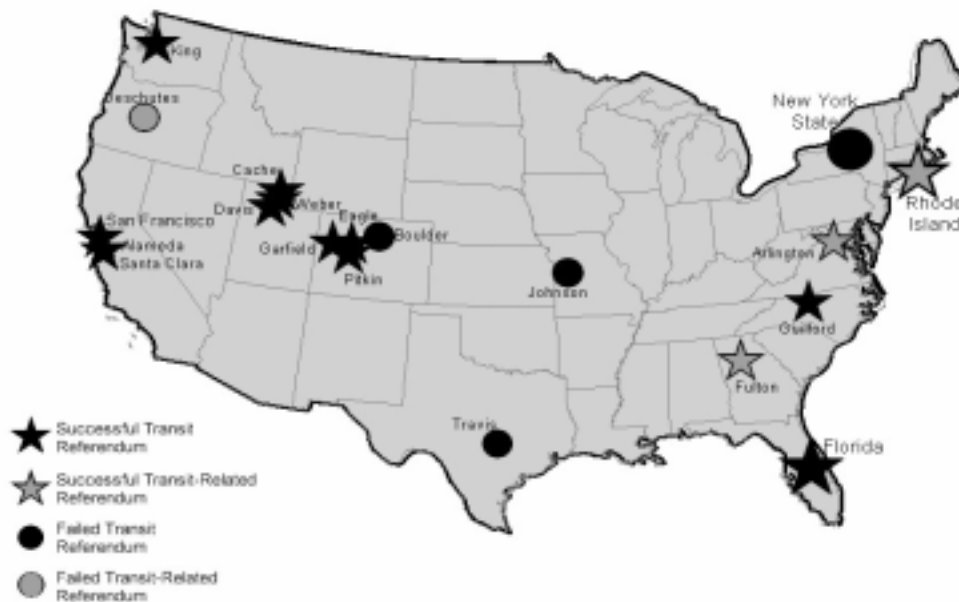 King
Deschutes
New York
State
Cache
Weber
Davis
Eagle
Boulder
Garfield
Pitkin
San Francisco
Alameda
Santa Clara
Rhode
Island
Arlington
Johnson
Guilford
Fulton
Travis
Florida
Successful Transit
Referendum
Successful Transit-Related
Referendum
Failed Transit
Referendum
Failed Transit-Related
Referendum